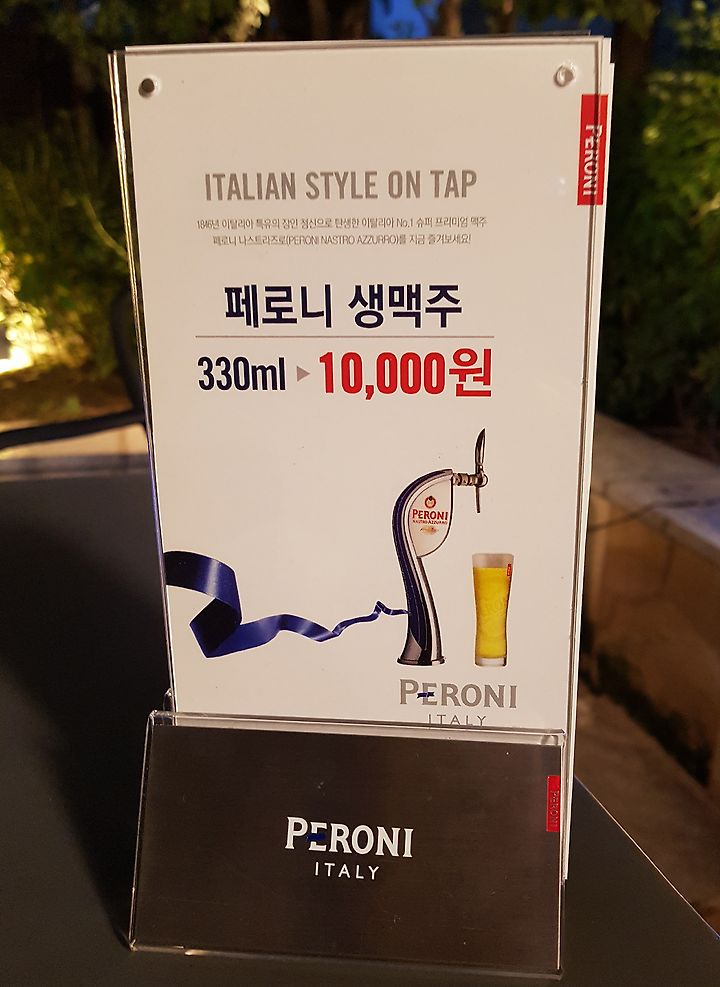 PERONI
ITALIAN STYLE ON TAP
1846년 이탈리아 특유의 장인 정신으로 탄생한 이탈리아 No.1 슈퍼 프리미엄 맥주
페로니 나스트라즈로(PERONI NASTRO AZZURRO)를 지금 즐겨보세요!
페로니 생맥주
330ml ▶ 10,000원
PERONI
NASTRO AZZURRO
PERONI
ITALY
PERONI
PERONI
ITALY